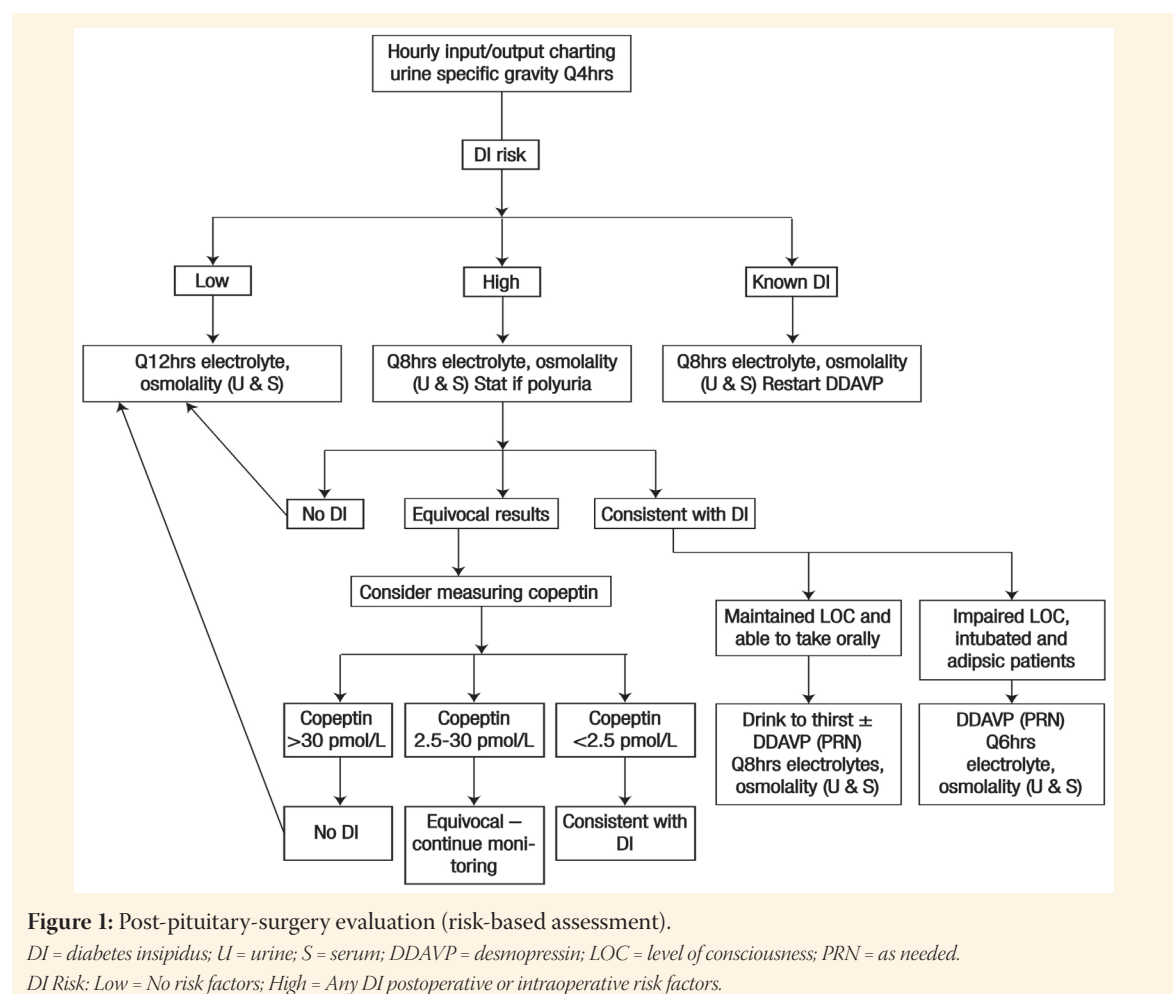 Hourly input/output charting
urine specific gravity Q4hrs
DI risk
Low
High
Known DI
Q12hrs electrolyte,
osmolality (U & S)
Q8hrs electrolyte, osmolality
(U & S) Stat if polyuria
Q8hrs electrolyte, osmolality
(U & S) Restart DDAVP
No DI
Equivocal results
Consistent with DI
Consider measuring copeptin
Maintained LOC and
able to take orally
Impaired LOC,
intubated and
adipsic patients
Copeptin
>30 pmol/L
Copeptin
2.5-30 pmol/L
Copeptin
<2.5 pmol/L
Drink to thirst ±
DDAVP (PRN)
Q8hrs electrolytes,
osmolality (U & S)
DDAVP (PRN)
Q6hrs
electrolyte,
osmolality (U & S)
No DI
Equivocal –
continue moni-
toring
Consistent with
DI
Figure 1: Post-pituitary-surgery evaluation (risk-based assessment).
DI = diabetes insipidus; U = urine; S = serum; DDAVP = desmopressin; LOC = level of consciousness; PRN = as needed.
DI Risk: Low = No risk factors; High = Any DI postoperative or intraoperative risk factors.